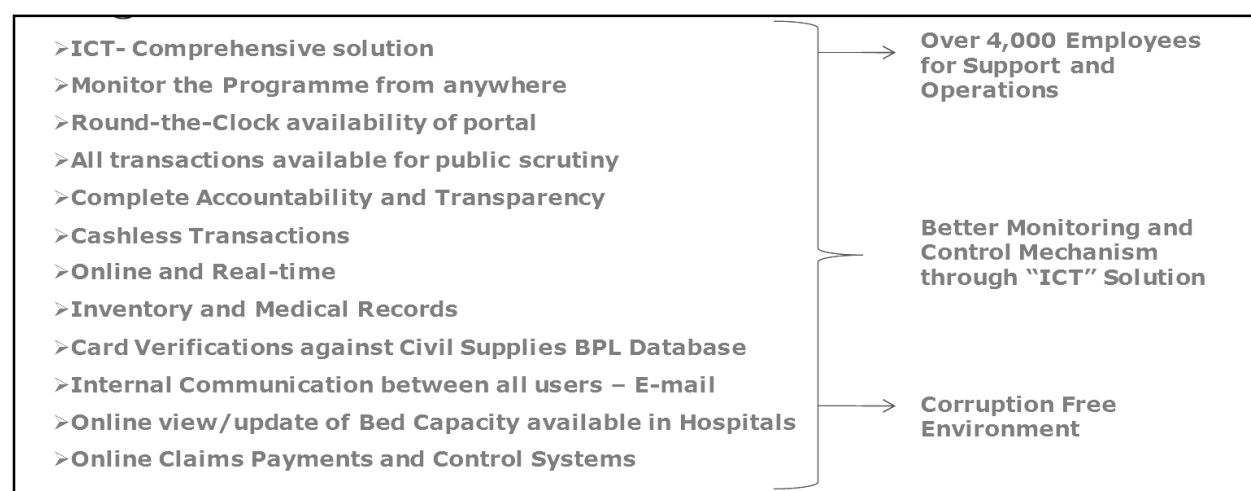 ➢ICT- Comprehensive solution
➢Monitor the Programme from anywhere
➢Round-the-Clock availability of portal
➢All transactions available for public scrutiny
➢Complete Accountability and Transparency
➢Cashless Transactions
➢Online and Real-time
➢Inventory and Medical Records
➢Card Verifications against Civil Supplies BPL Database
➢Internal Communication between all users – E-mail
➢Online view/update of Bed Capacity available in Hospitals
➢Online Claims Payments and Control Systems
Over 4,000 Employees
for Support and
Operations
Better Monitoring and
Control Mechanism
through “ICT” Solution
Corruption Free
Environment